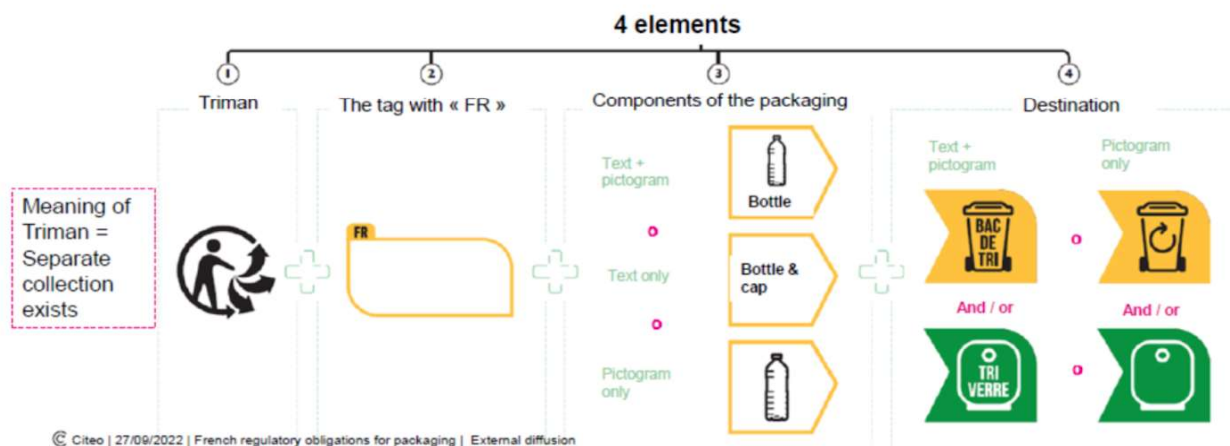 4 elements
1
2
3
4
Triman
The tag with « FR »
Components of the packaging
Destination
Meaning of
Triman =
Separate
collection
exists
FR
Text +
pictogram
o
Text only
o
Pictogram
only
Bottle
Bottle &
cap
Text +
pictogram
Pictogram
only
BAC
DE
TRI
o
And / or
And / or
TRI
VERRE
o
Citeo | 27/09/2022 | French regulatory obligations for packaging | External diffusion